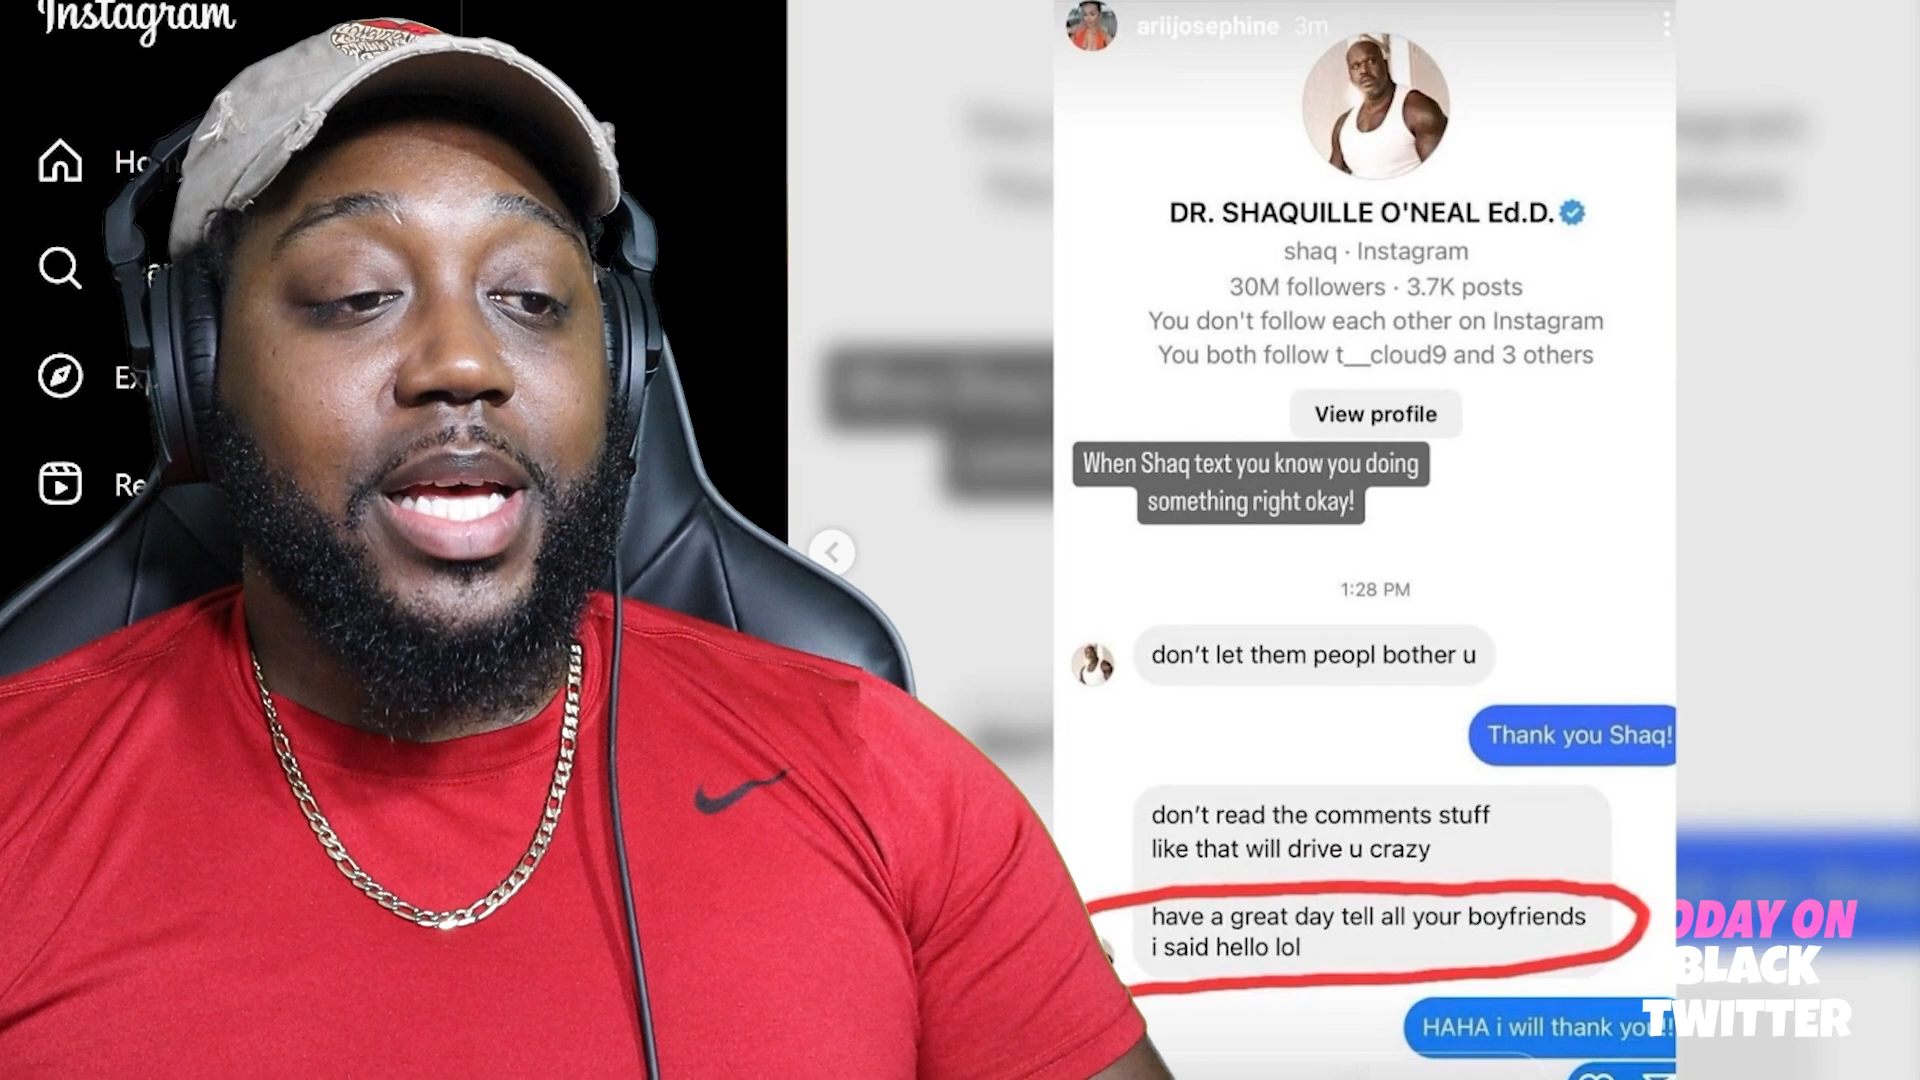 Instagram
Ho
Ex
Re
ariijosephine 3m
DR. SHAQUILLE O'NEAL Ed.D.
shaq · Instagram
30M followers · 3.7K posts
You don't follow each other on Instagram
You both follow t__cloud9 and 3 others
View profile
When Shaq text you know you doing
something right okay!
1:28 PM
don't let them peopl bother u
Thank you Shaq!
don't read the comments stuff
like that will drive u crazy
have a great day tell all your boyfriends
i said hello lol
HAHA i will thank you!!
ODAY ON
BLACK
TWITTER